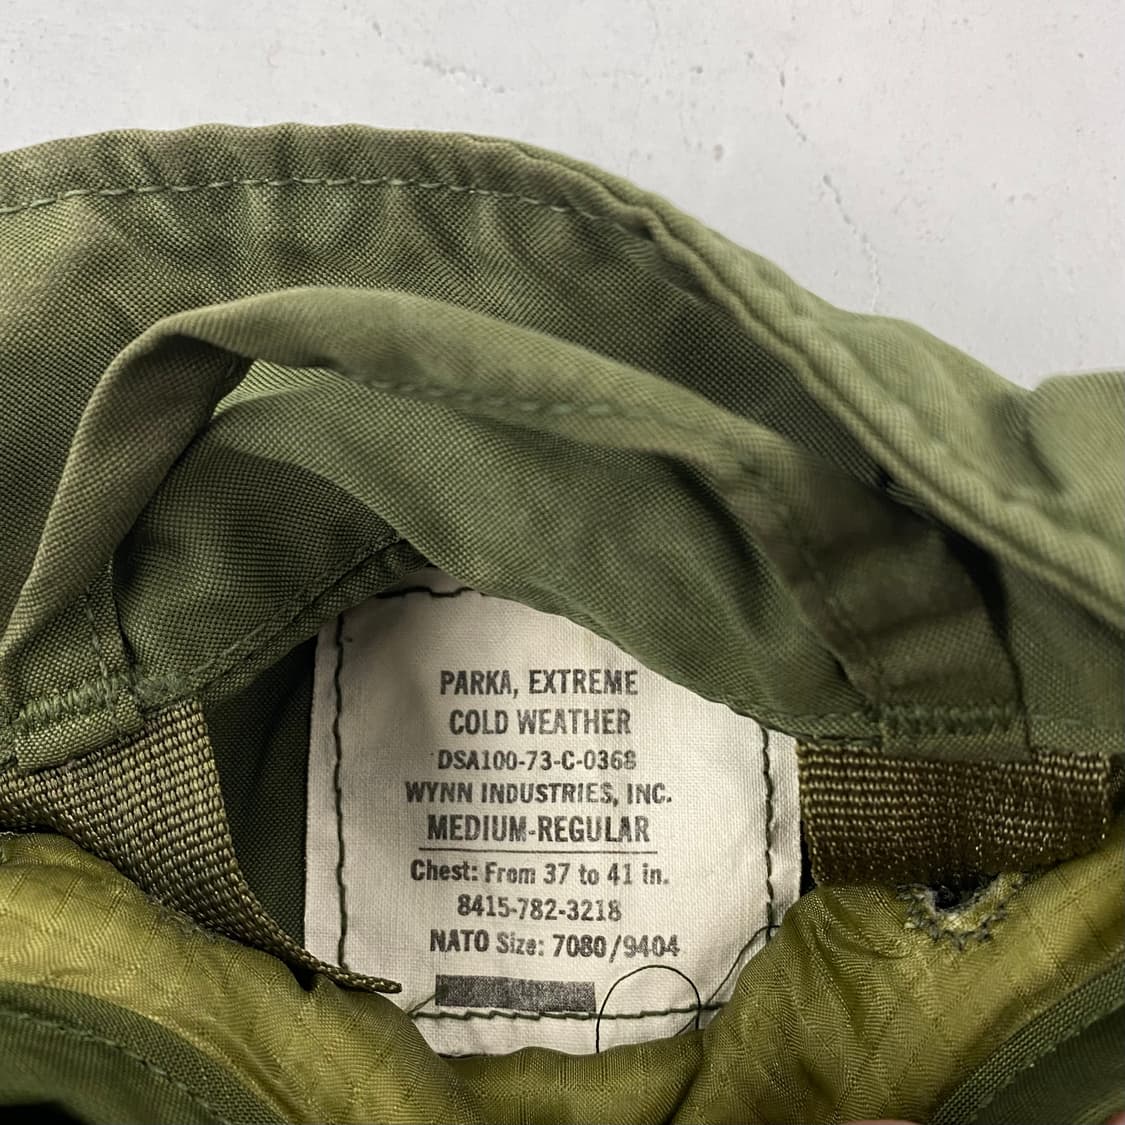 PARKA, EXTREME
COLD WEATHER
DSA100-73-C-0368
WYNN INDUSTRIES, INC.
MEDIUM-REGULAR
Chest: From 37 to 41 in.
8415-782-3218
NATO Size: 7080/9404